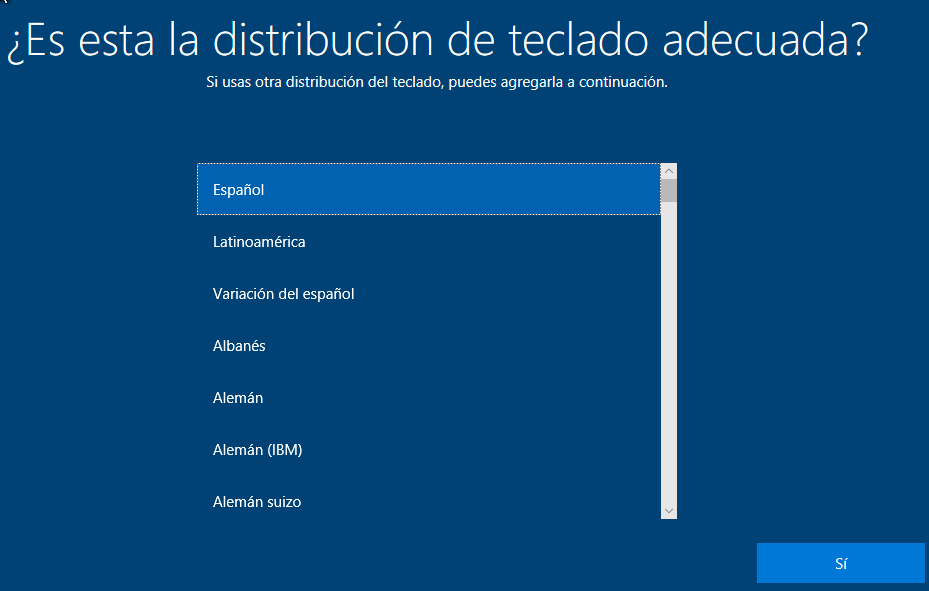 ¿Es esta la distribución de teclado adecuada?
Si usas otra distribución del teclado, puedes agregarla a continuación.
Español
Latinoamérica
Variación del español
Albanés
Alemán
Alemán (IBM)
Alemán suizo
Sí